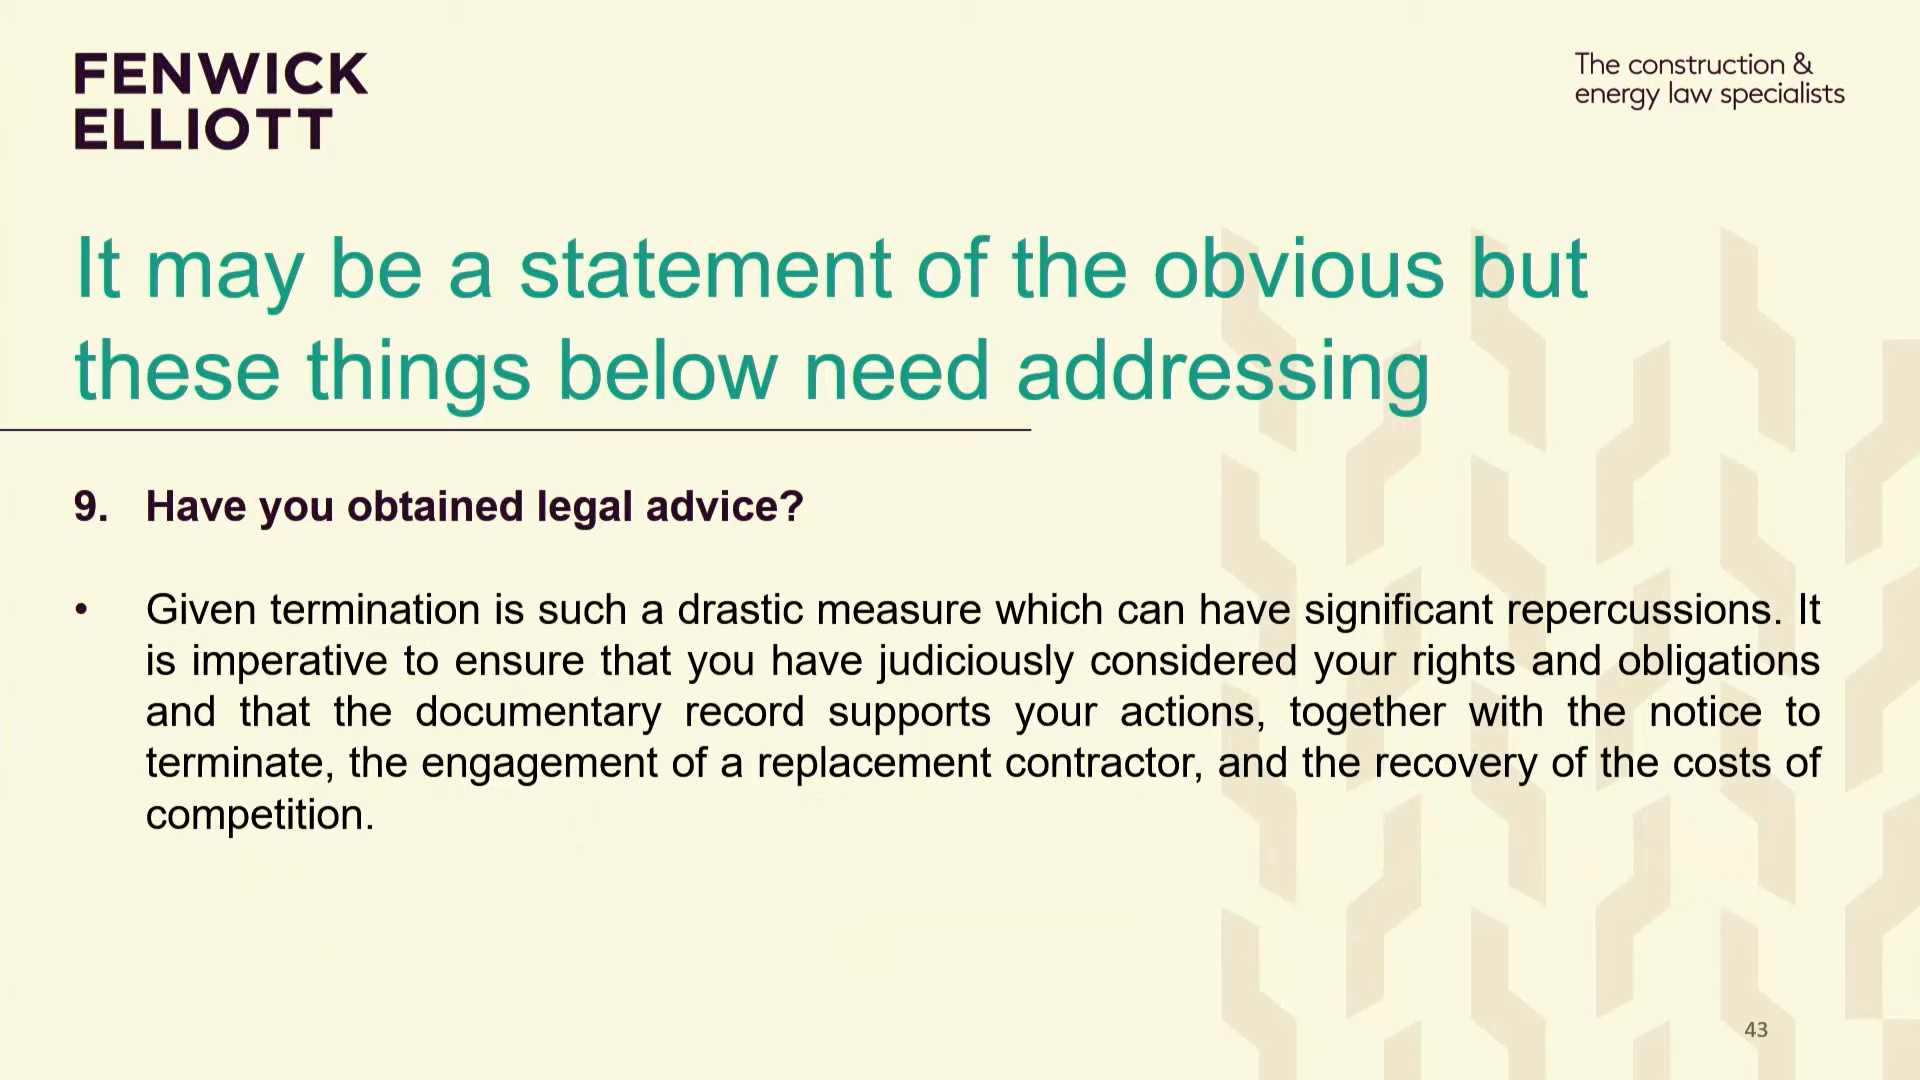 FENWICK
ELLIOTT
The construction &
energy law specialists
It may be a statement of the obvious but
these things below need addressing
9. Have you obtained legal advice?
• Given termination is such a drastic measure which can have significant repercussions. It
is imperative to ensure that you have judiciously considered your rights and obligations
and that the documentary record supports your actions, together with the notice to
terminate, the engagement of a replacement contractor, and the recovery of the costs of
competition.
43